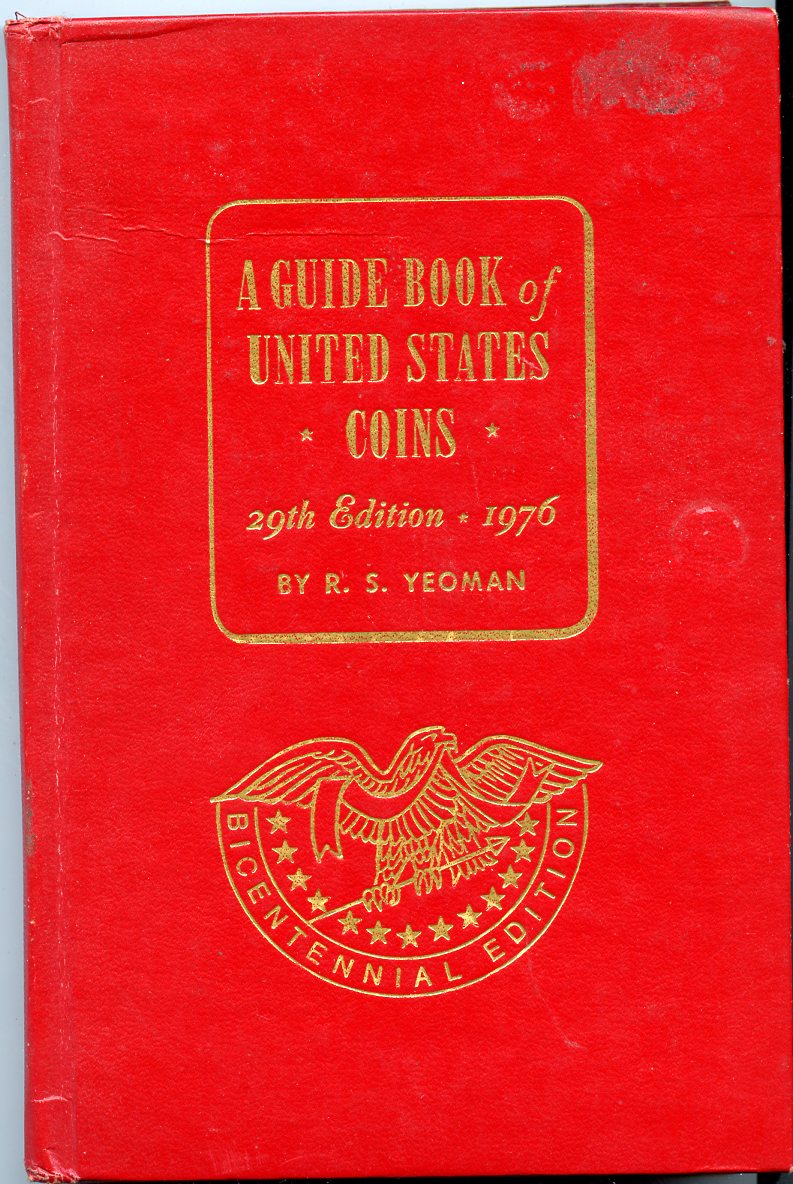 A GUIDE BOOK of
UNITED STATES
★ COINS ★
29th Edition ★ 1976
BY R. S. YEOMAN
BICENTENNIAL EDITION